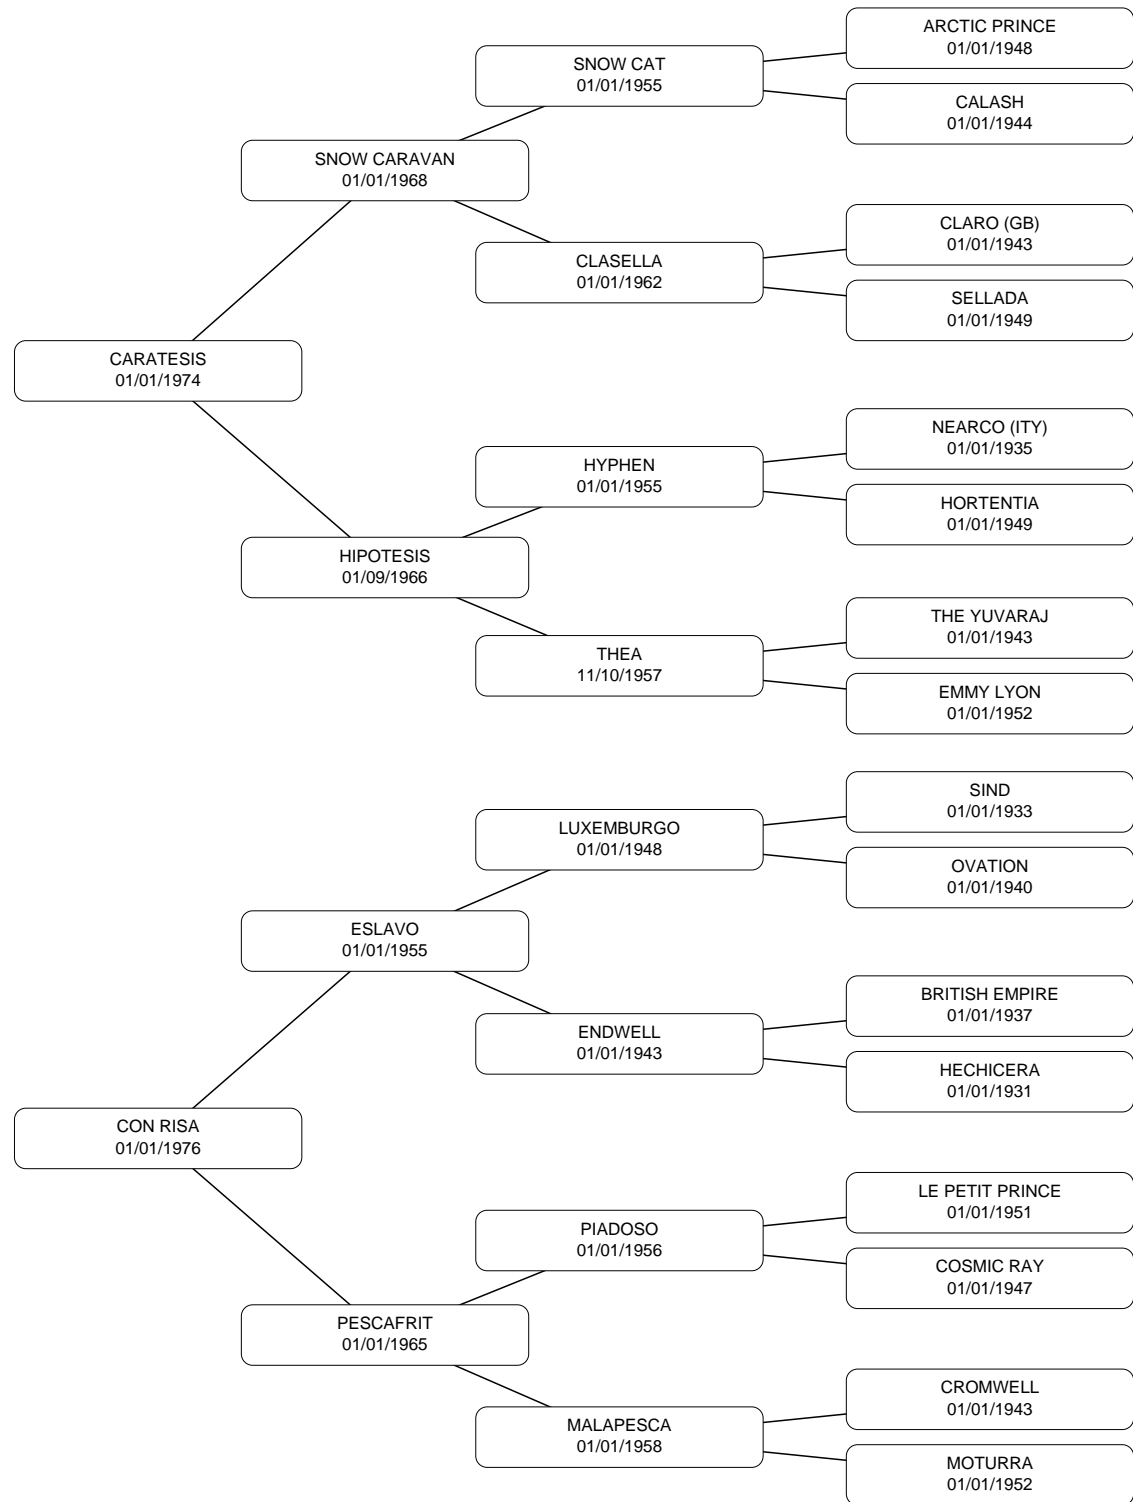 ARCTIC PRINCE
01/01/1948
SNOW CAT
01/01/1955
CALASH
01/01/1944
SNOW CARAVAN
01/01/1968
CLARO (GB)
01/01/1943
CLASELLA
01/01/1962
SELLADA
01/01/1949
CARATESIS
01/01/1974
NEARCO (ITY)
01/01/1935
HYPHEN
01/01/1955
HORTENTIA
01/01/1949
HIPOTESIS
01/09/1966
THE YUVARAJ
01/01/1943
THEA
11/10/1957
EMMY LYON
01/01/1952
SIND
01/01/1933
LUXEMBURGO
01/01/1948
OVATION
01/01/1940
ESLAVO
01/01/1955
BRITISH EMPIRE
01/01/1937
ENDWELL
01/01/1943
HECHICERA
01/01/1931
CON RISA
01/01/1976
LE PETIT PRINCE
01/01/1951
PIADOSO
01/01/1956
COSMIC RAY
01/01/1947
PESCAFRIT
01/01/1965
CROMWELL
01/01/1943
MALAPESCA
01/01/1958
MOTURRA
01/01/1952